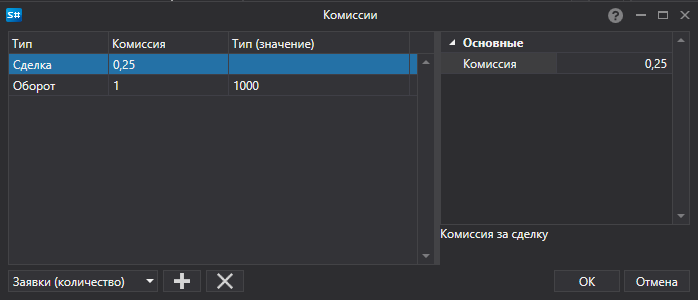 S#
Комиссии
?
Тип Комиссия Тип (значение)
Сделка 0,25
Оборот 1 1000
Основные
Комиссия 0,25
Комиссия за сделку
Заявки (количество)
OK Отмена